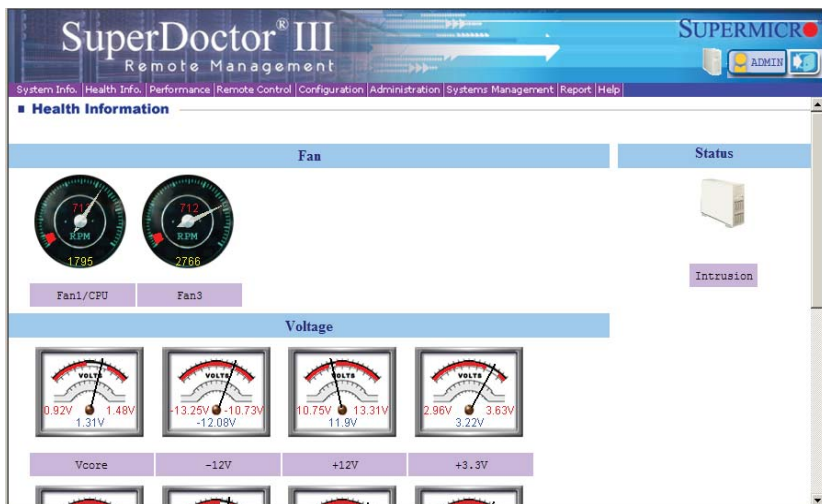 SuperDoctor® III
Remote Management
SUPERMICRO
ADMIN
System Info. Health Info. Performance Remote Control Configuration Administration Systems Management Report Help
Health Information
Fan
Status
712
RPM
1795
712
RPM
2766
Intrusion
Fan1/CPU Fan3
Voltage
VOLTS
0.92V 1.48V
1.31V
VOLTS
-13.25V -10.73V
-12.08V
VOLTS
10.75V 13.31V
11.9V
VOLTS
2.96V 3.63V
3.22V
Vcore -12V +12V +3.3V